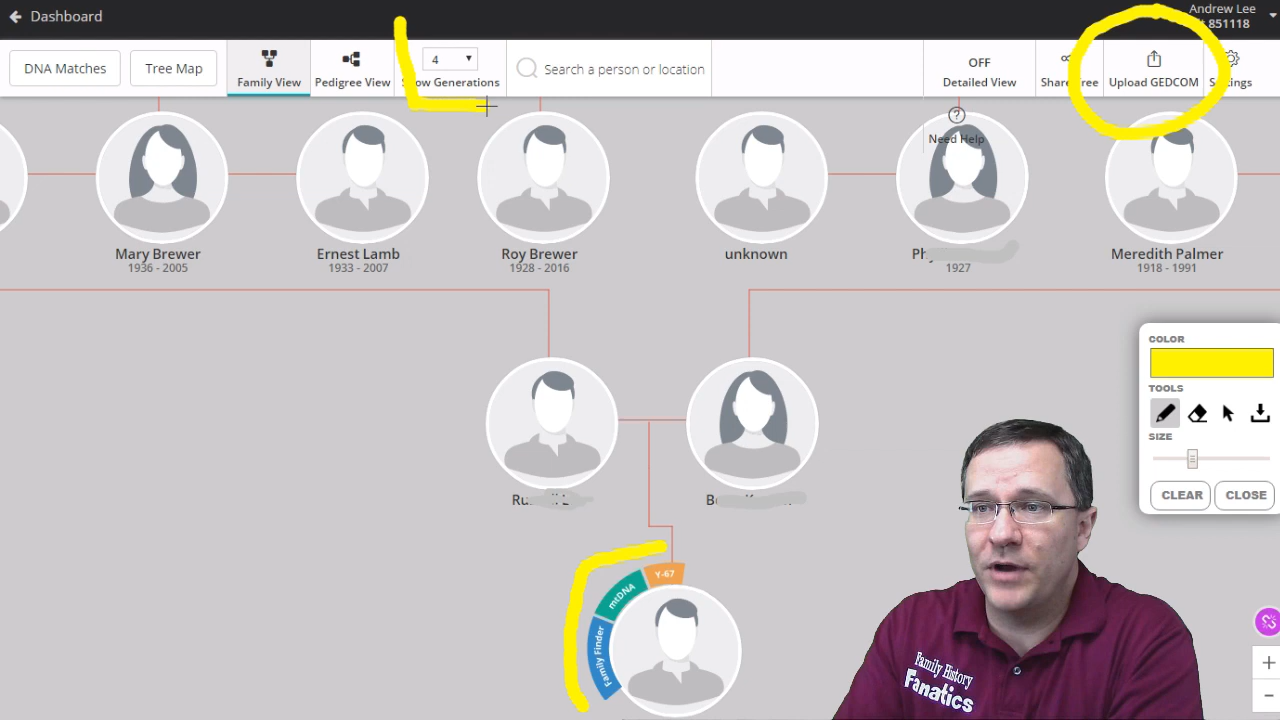 Dashboard
Andrew Lee
851118
DNA Matches
Tree Map
Family View
Pedigree View
4
Show Generations
Search a person or location
OFF
Detailed View
Share Tree
Upload GEDCOM
Settings
Need Help
Mary Brewer
1936 - 2005
Ernest Lamb
1933 - 2007
Roy Brewer
1928 - 2016
unknown
1927
Meredith Palmer
1918 - 1991
COLOR
TOOLS
SIZE
CLEAR
CLOSE
Y-67
mtDNA
Family Finder
Family History
Fanatics